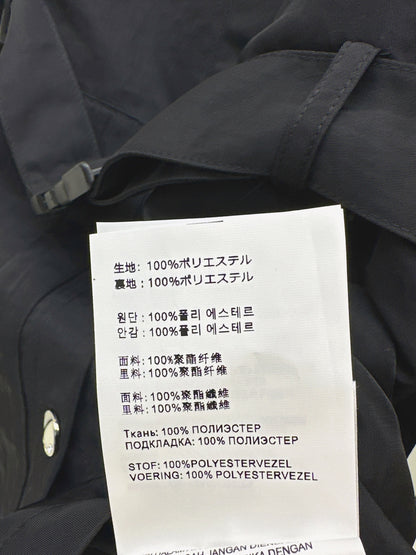 生地: 100%ポリエステル
裏地: 100%ポリエステル
원단: 100%폴리 에스테르
안감: 100%폴리 에스테르
面料: 100%聚酯纤维
里料: 100%聚酯纤维
面料: 100%聚酯纖維
里料: 100%聚酯纖維
Ткань: 100% ПОЛИЭСТЕР
ПОДКЛАДКА: 100% ПОЛИЭСТЕР
STOF: 100%POLYESTERVEZEL
VOERING: 100%POLYESTERVEZEL
JANGAN
DENGAN